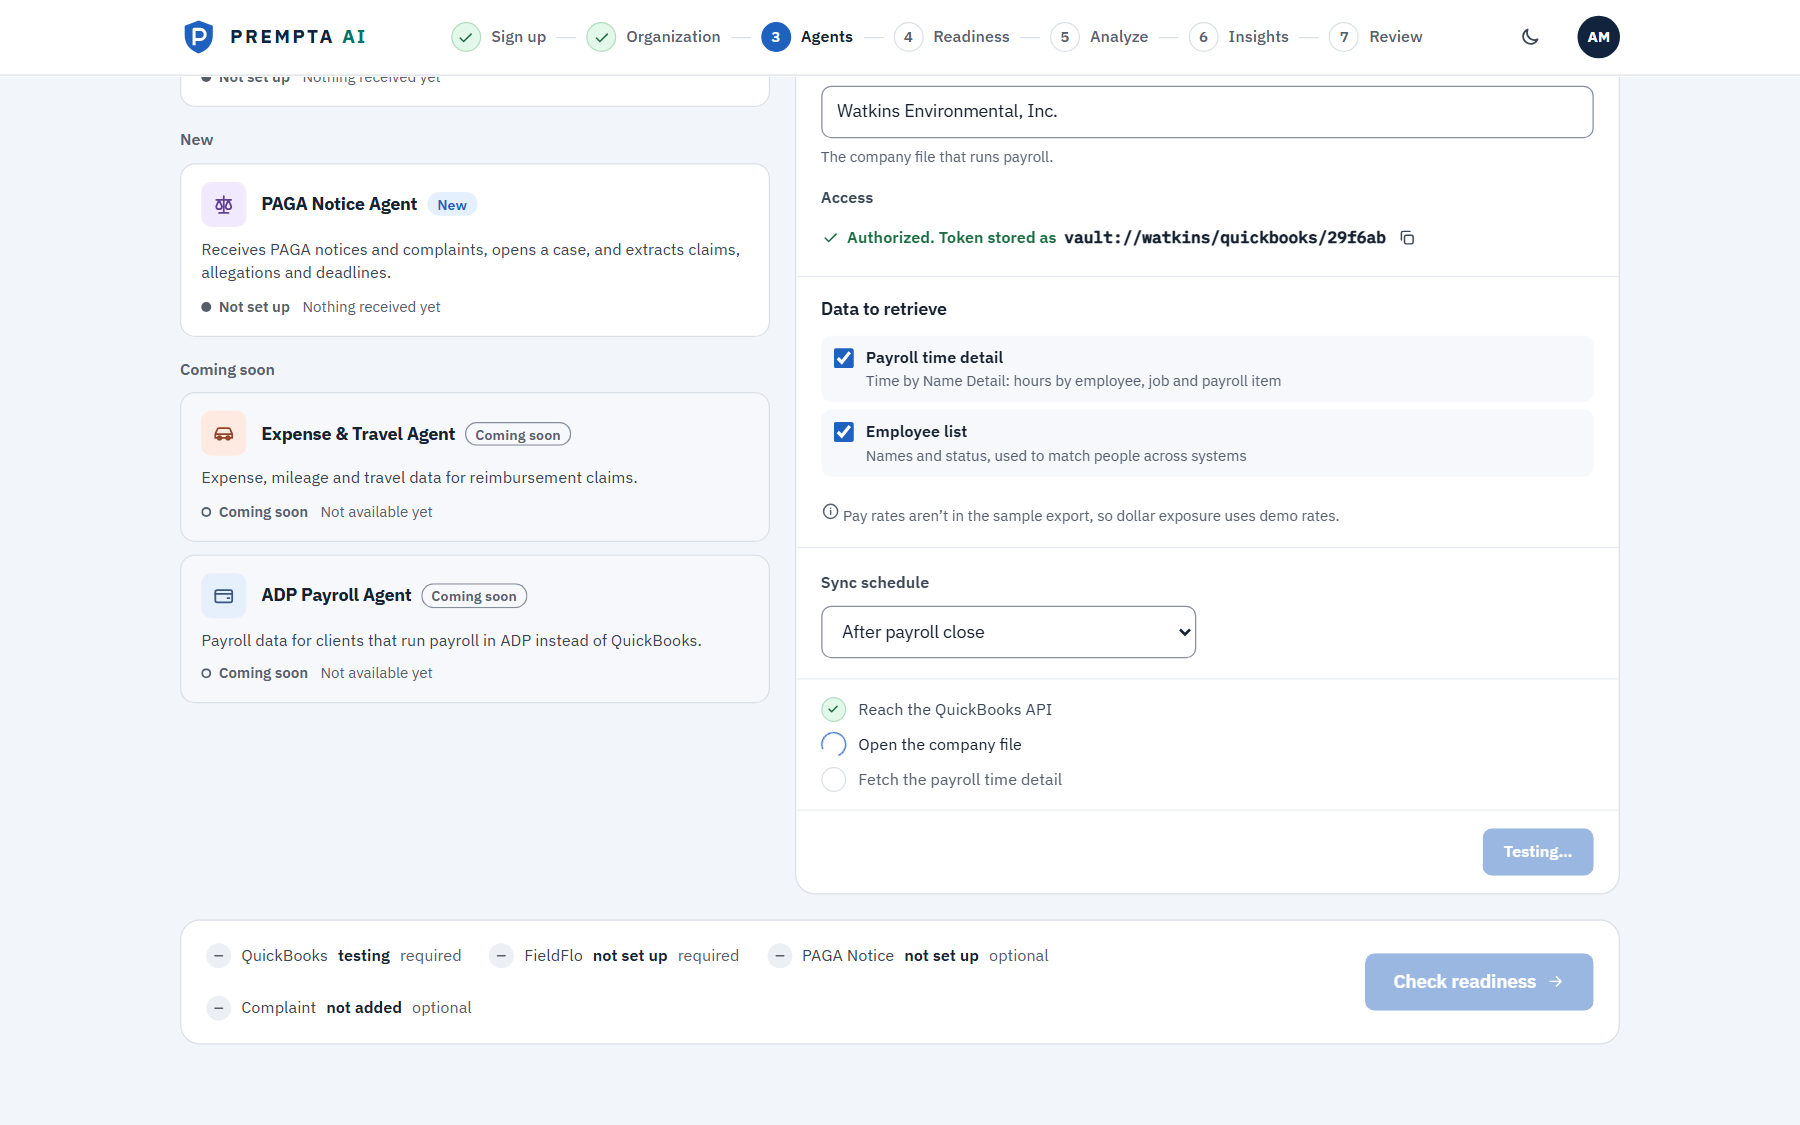 PREMPTA AI
Sign up
Organization
3 Agents
4 Readiness
5 Analyze
6 Insights
7 Review
AM
Not set up Nothing received yet
New
PAGA Notice Agent New
Receives PAGA notices and complaints, opens a case, and extracts claims,
allegations and deadlines.
Not set up Nothing received yet
Coming soon
Expense & Travel Agent Coming soon
Expense, mileage and travel data for reimbursement claims.
Coming soon Not available yet
ADP Payroll Agent Coming soon
Payroll data for clients that run payroll in ADP instead of QuickBooks.
Coming soon Not available yet
Watkins Environmental, Inc.
The company file that runs payroll.
Access
Authorized. Token stored as vault://watkins/quickbooks/29f6ab
Data to retrieve
Payroll time detail
Time by Name Detail: hours by employee, job and payroll item
Employee list
Names and status, used to match people across systems
Pay rates aren’t in the sample export, so dollar exposure uses demo rates.
Sync schedule
After payroll close
Reach the QuickBooks API
Open the company file
Fetch the payroll time detail
Testing...
QuickBooks testing required
FieldFlo not set up required
PAGA Notice not set up optional
Complaint not added optional
Check readiness →